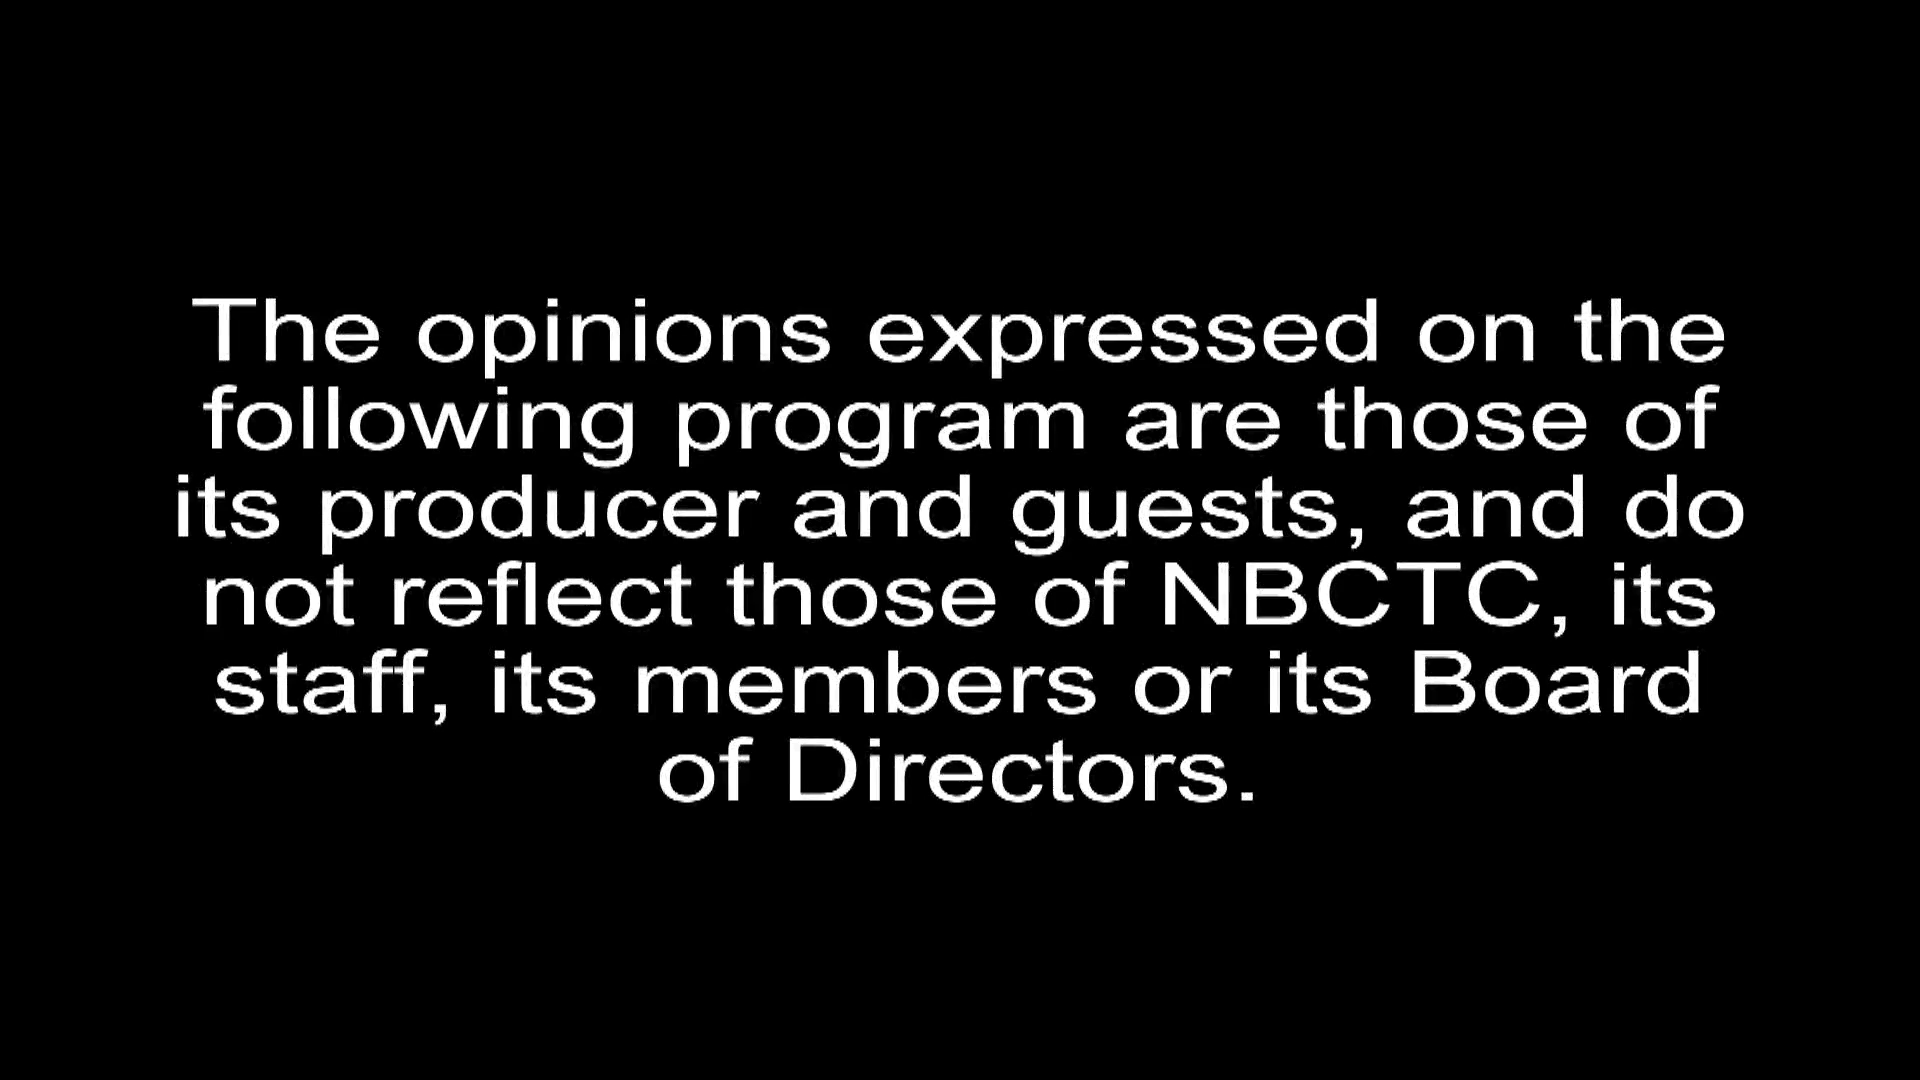 The opinions expressed on the
following program are those of
its producer and guests, and do
not reflect those of NBCTC, its
staff, its members or its Board
of Directors.